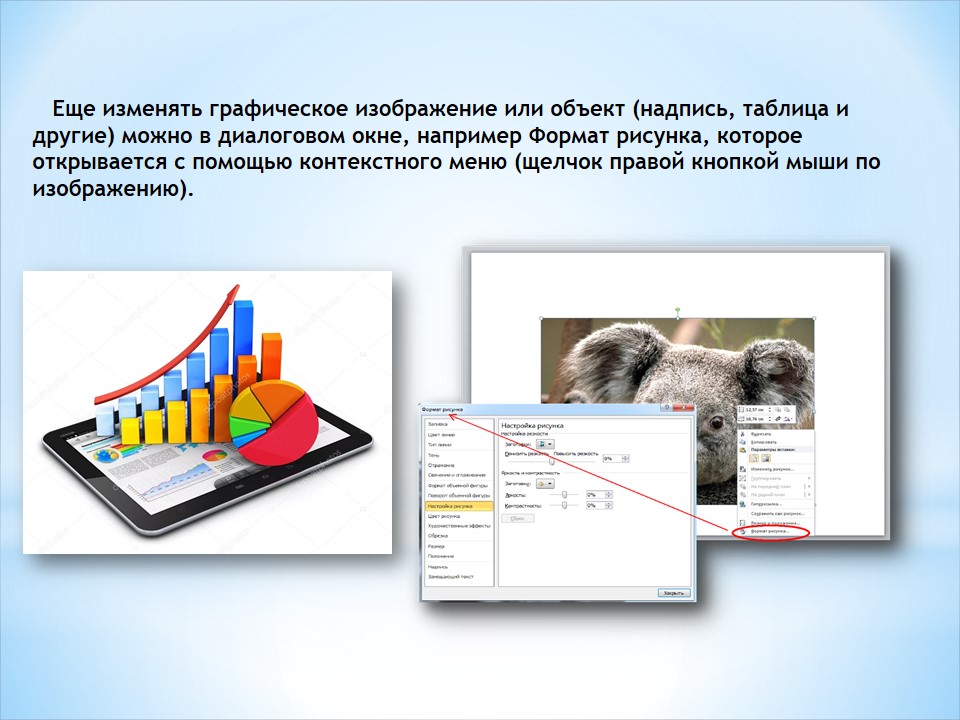 Еще изменять графическое изображение или объект (надпись, таблица и
другие) можно в диалоговом окне, например Формат рисунка, которое
открывается с помощью контекстного меню (щелчок правой кнопкой мыши по
изображению).
Формат рисунка
Заливка
Цвет линии
Тип линии
Тень
Отражение
Свечение и сглаживание
Формат объемной фигуры
Поворот объемной фигуры
Настройка рисунка
Цвет рисунка
Художественные эффекты
Обрезка
Размер
Положение
Надпись
Замещающий текст
Настройка рисунка
Настройка резкости
Заготовки:
Понизить резкость Повысить резкость
0%
Яркость и контрастность
Заготовки:
Яркость: 0%
Контрастность: 0%
Сброс
Закрыть
12,57 см
16,76 см
Вырезать
Копировать
Параметры вставки:
Изменить рисунок...
Группировать
На передний план
На задний план
Гиперссылка...
Сохранить как рисунок...
Размер и положение...
Формат рисунка...